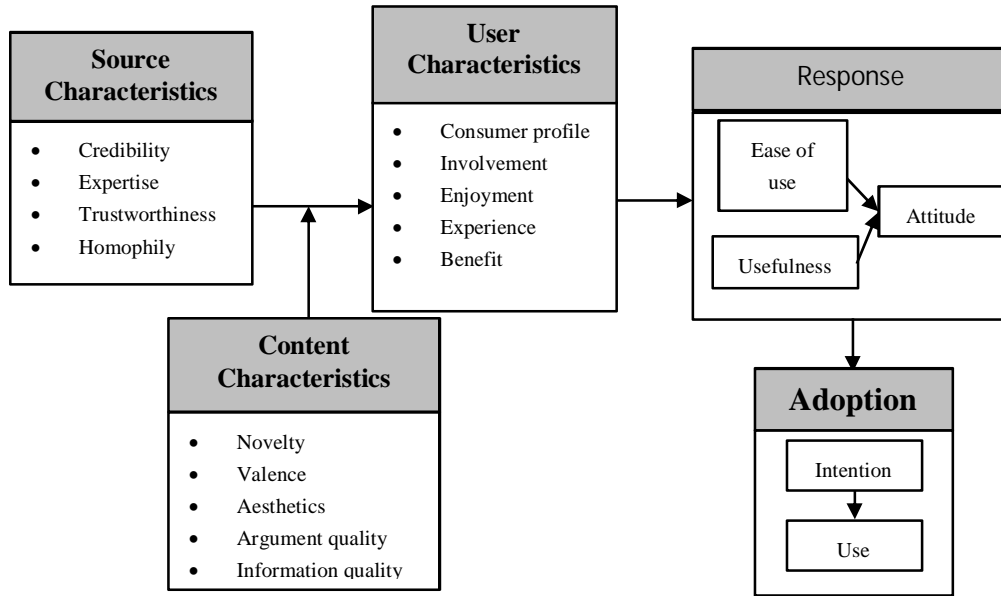 Source
Characteristics
• Credibility
• Expertise
• Trustworthiness
• Homophily
User
Characteristics
• Consumer profile
• Involvement
• Enjoyment
• Experience
• Benefit
Response
Ease of
use
Usefulness
Attitude
Content
Characteristics
• Novelty
• Valence
• Aesthetics
• Argument quality
• Information quality
Adoption
Intention
Use